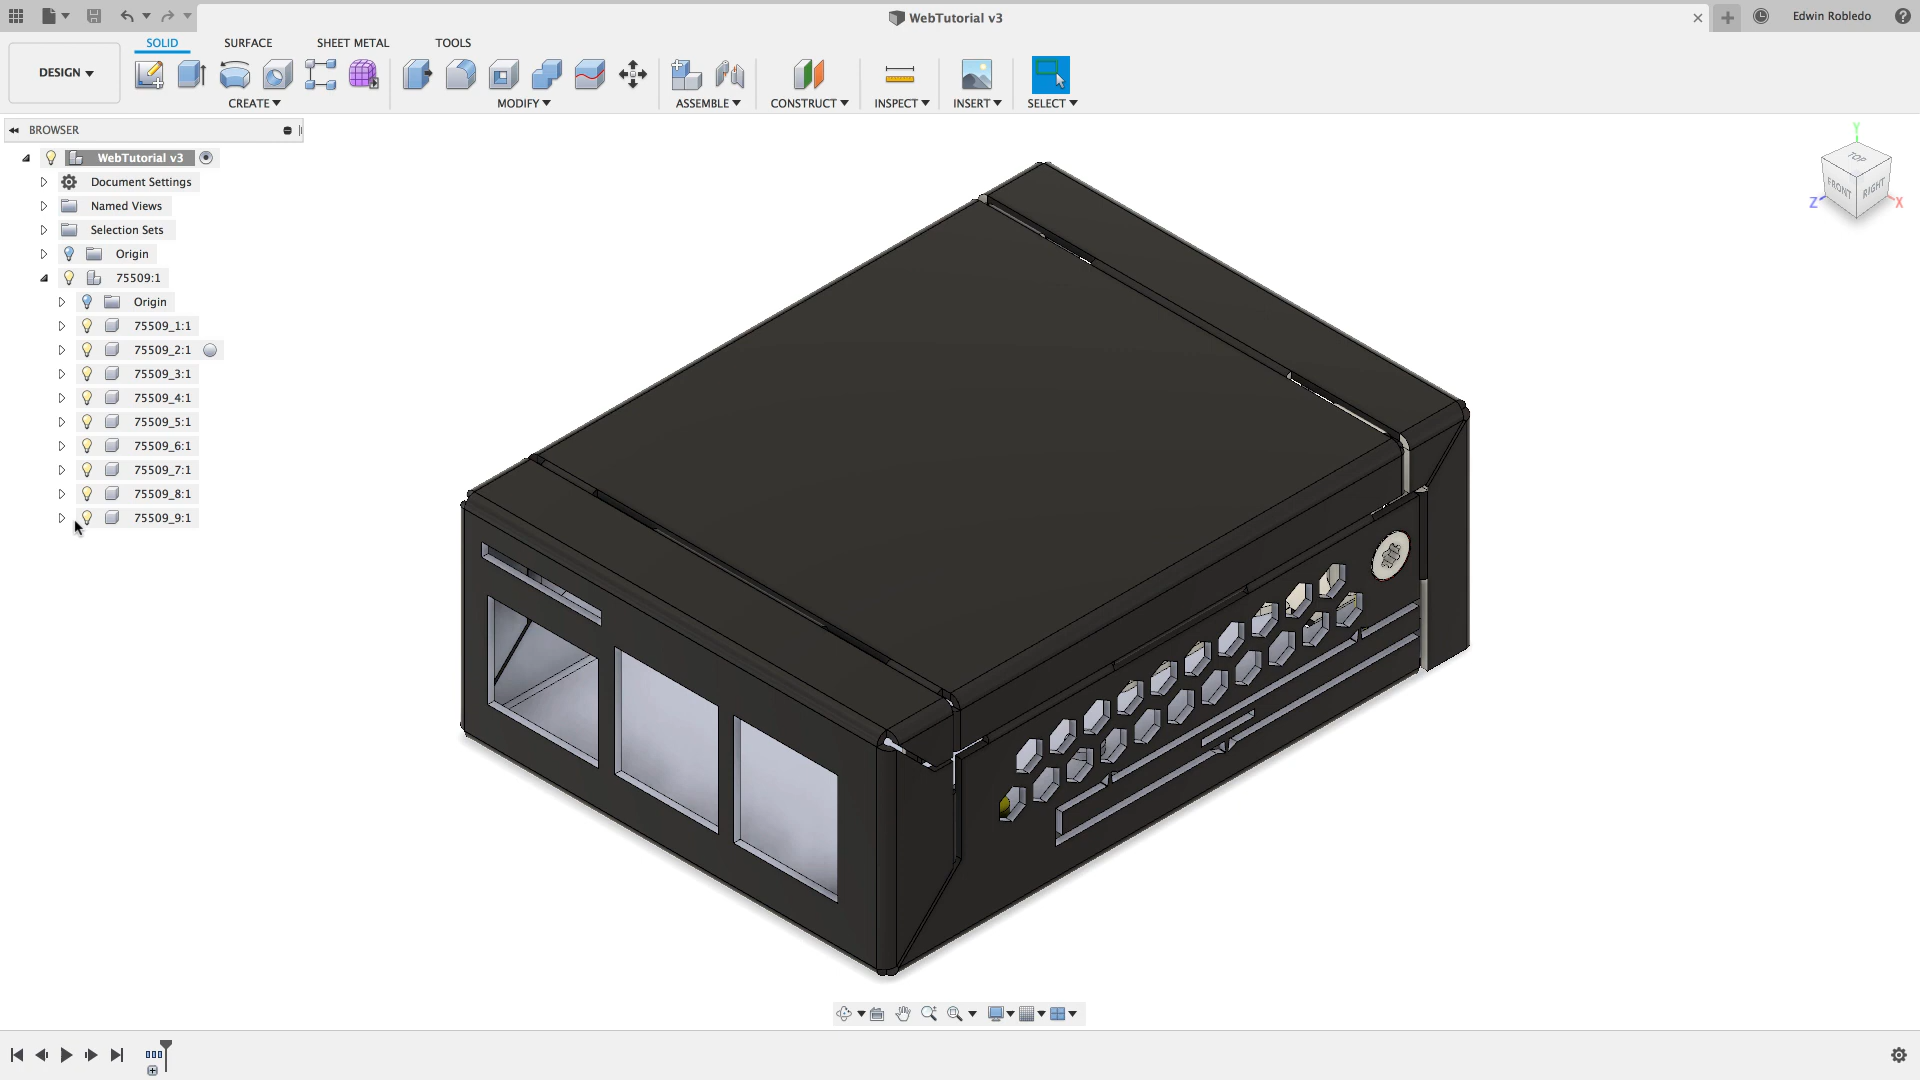 WebTutorial v3
Edwin Robledo
SOLID
SURFACE
SHEET METAL
TOOLS
DESIGN
CREATE
MODIFY
ASSEMBLE
CONSTRUCT
INSPECT
INSERT
SELECT
BROWSER
WebTutorial v3
Document Settings
Named Views
Selection Sets
Origin
75509:1
Origin
75509_1:1
75509_2:1
75509_3:1
75509_4:1
75509_5:1
75509_6:1
75509_7:1
75509_8:1
75509_9:1
Y
TOP
FRONT
RIGHT
Z
X